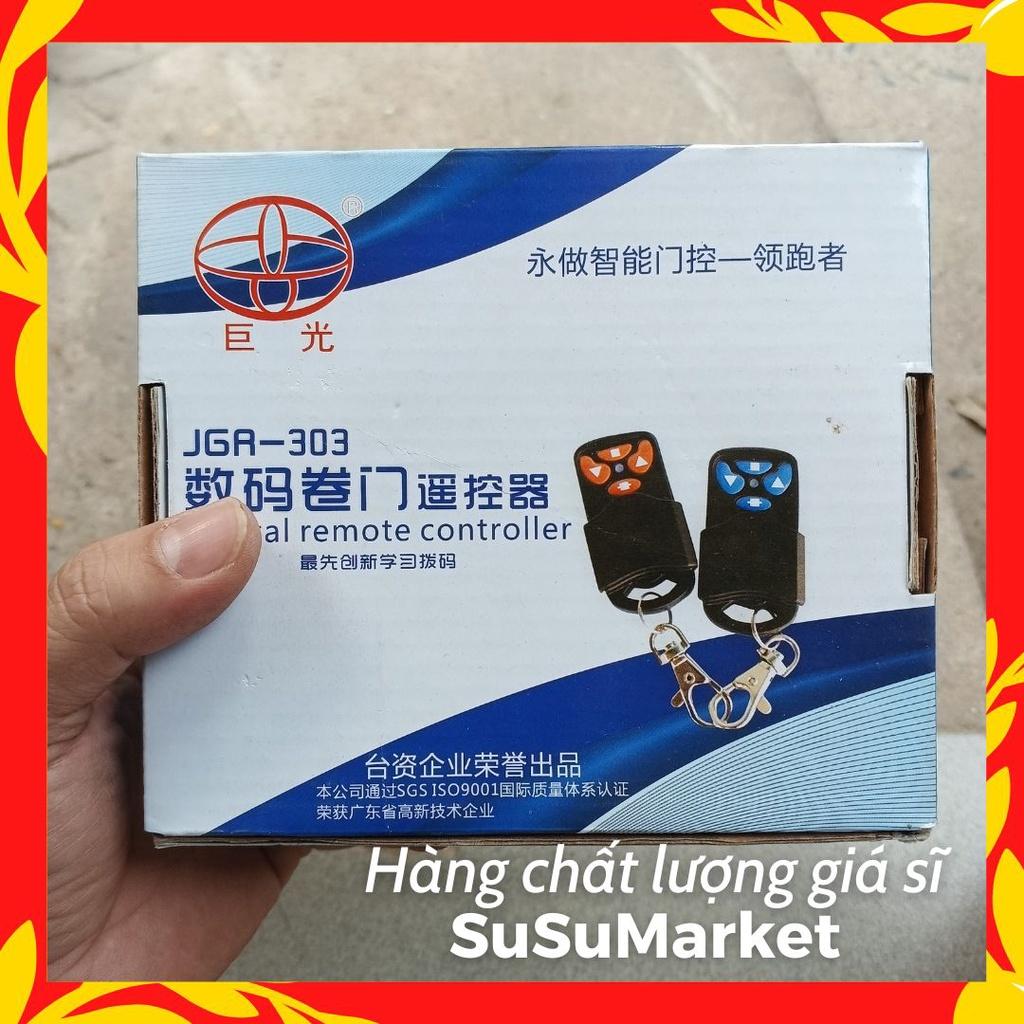 ®
巨光
永做智能门控—领跑者
JGA-303
数码卷门遥控器
al remote controller
最先创新学习拨码
台资企业荣誉出品
本公司通过SGS ISO9001国际质量体系认证
荣获广东省高新技术企业
Hàng chất lượng giá sĩ
SuSuMarket